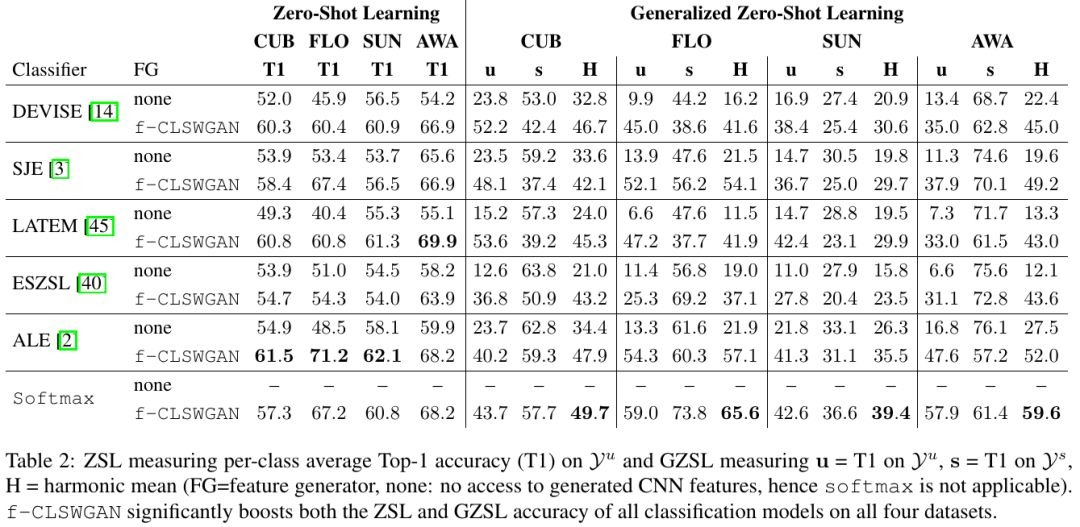 Zero-Shot Learning Generalized Zero-Shot Learning
CUB FLO SUN AWA CUB FLO SUN AWA
Classifier FG T1 T1 T1 T1 u s H u s H u s H u s H
DEVISE [14] none 52.0 45.9 56.5 54.2 23.8 53.0 32.8 9.9 44.2 16.2 16.9 27.4 20.9 13.4 68.7 22.4
f-CLSWGAN 60.3 60.4 60.9 66.9 52.2 42.4 46.7 45.0 38.6 41.6 38.4 25.4 30.6 35.0 62.8 45.0
SJE [3] none 53.9 53.4 53.7 65.6 23.5 59.2 33.6 13.9 47.6 21.5 14.7 30.5 19.8 11.3 74.6 19.6
f-CLSWGAN 58.4 67.4 56.5 66.9 48.1 37.4 42.1 52.1 56.2 54.1 36.7 25.0 29.7 37.9 70.1 49.2
LATEM [45] none 49.3 40.4 55.3 55.1 15.2 57.3 24.0 6.6 47.6 11.5 14.7 28.8 19.5 7.3 71.7 13.3
f-CLSWGAN 60.8 60.8 61.3 69.9 53.6 39.2 45.3 47.2 37.7 41.9 42.4 23.1 29.9 33.0 61.5 43.0
ESZSL [40] none 53.9 51.0 54.5 58.2 12.6 63.8 21.0 11.4 56.8 19.0 11.0 27.9 15.8 6.6 75.6 12.1
f-CLSWGAN 54.7 54.3 54.0 63.9 36.8 50.9 43.2 25.3 69.2 37.1 27.8 20.4 23.5 31.1 72.8 43.6
ALE [2] none 54.9 48.5 58.1 59.9 23.7 62.8 34.4 13.3 61.6 21.9 21.8 33.1 26.3 16.8 76.1 27.5
f-CLSWGAN 61.5 71.2 62.1 68.2 40.2 59.3 47.9 54.3 60.3 57.1 41.3 31.1 35.5 47.6 57.2 52.0
Softmax none – – – – – – – – – – – – – – – –
f-CLSWGAN 57.3 67.2 60.8 68.2 43.7 57.7 49.7 59.0 73.8 65.6 42.6 36.6 39.4 57.9 61.4 59.6
Table 2: ZSL measuring per-class average Top-1 accuracy (T1) on 𝒴ᵘ and GZSL measuring u = T1 on 𝒴ᵘ, s = T1 on 𝒴ˢ,
H = harmonic mean (FG=feature generator, none: no access to generated CNN features, hence softmax is not applicable).
f-CLSWGAN significantly boosts both the ZSL and GZSL accuracy of all classification models on all four datasets.